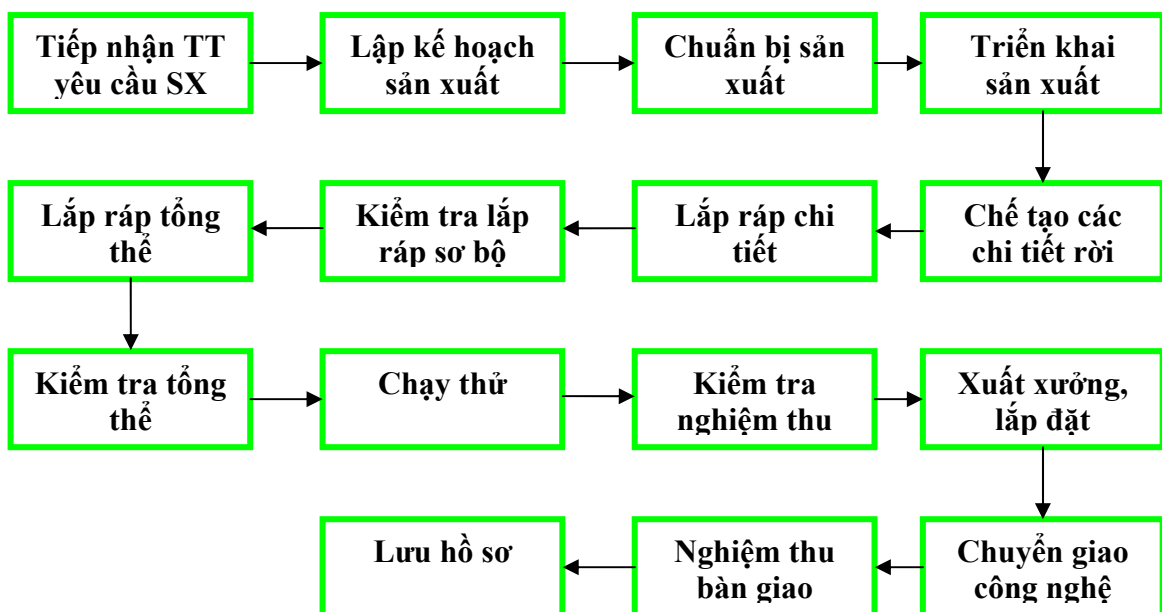 Tiếp nhận TT
yêu cầu SX
Lập kế hoạch
sản xuất
Chuẩn bị sản
xuất
Triển khai
sản xuất
Chế tạo các
chi tiết rời
Lắp ráp chi
tiết
Kiểm tra lắp
ráp sơ bộ
Lắp ráp tổng
thể
Kiểm tra tổng
thể
Chạy thử
Kiểm tra
nghiệm thu
Xuất xưởng,
lắp đặt
Chuyển giao
công nghệ
Nghiệm thu
bàn giao
Lưu hồ sơ